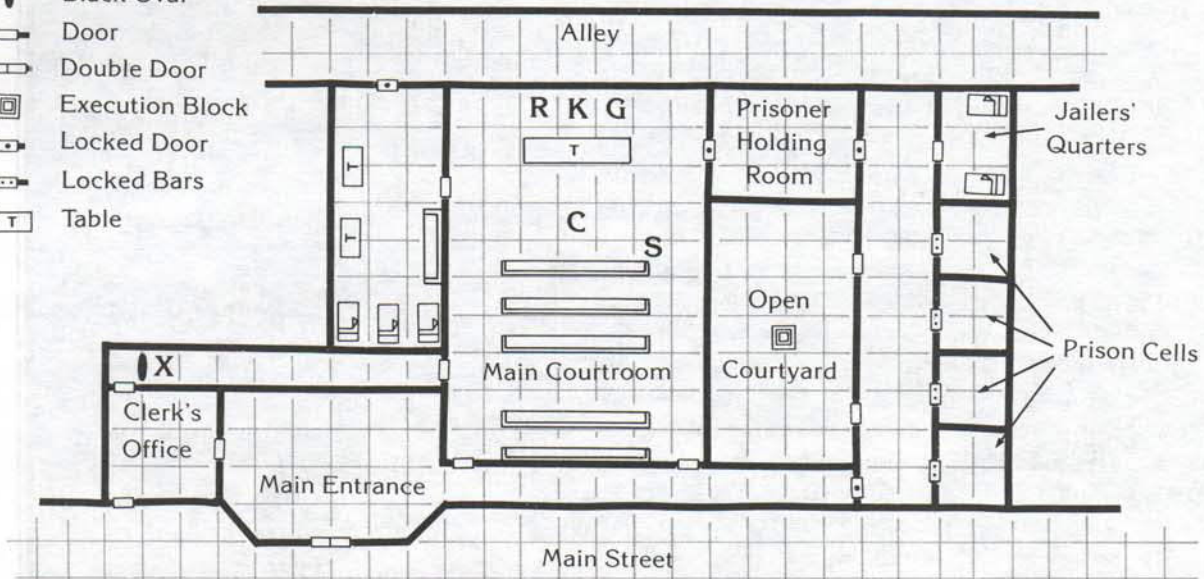 Black Oval
Door
Double Door
Execution Block
Locked Door
Locked Bars
T Table
Alley
R K G
T
Prisoner
Holding
Room
Jailers'
Quarters
T
T
C
S
Open
Courtyard
Prison Cells
X
Main Courtroom
Clerk's
Office
Main Entrance
Main Street